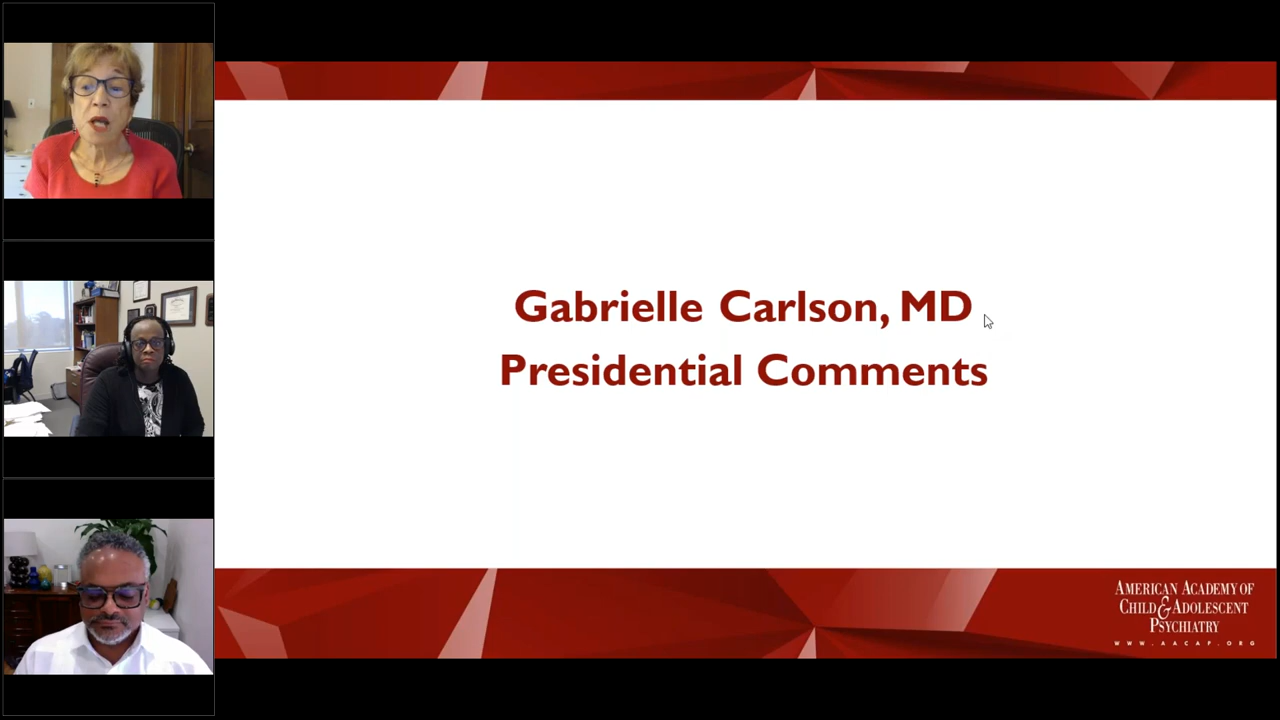 Gabrielle Carlson, MD
Presidential Comments
AMERICAN ACADEMY OF
CHILD & ADOLESCENT
PSYCHIATRY
WWW.AACAP.ORG